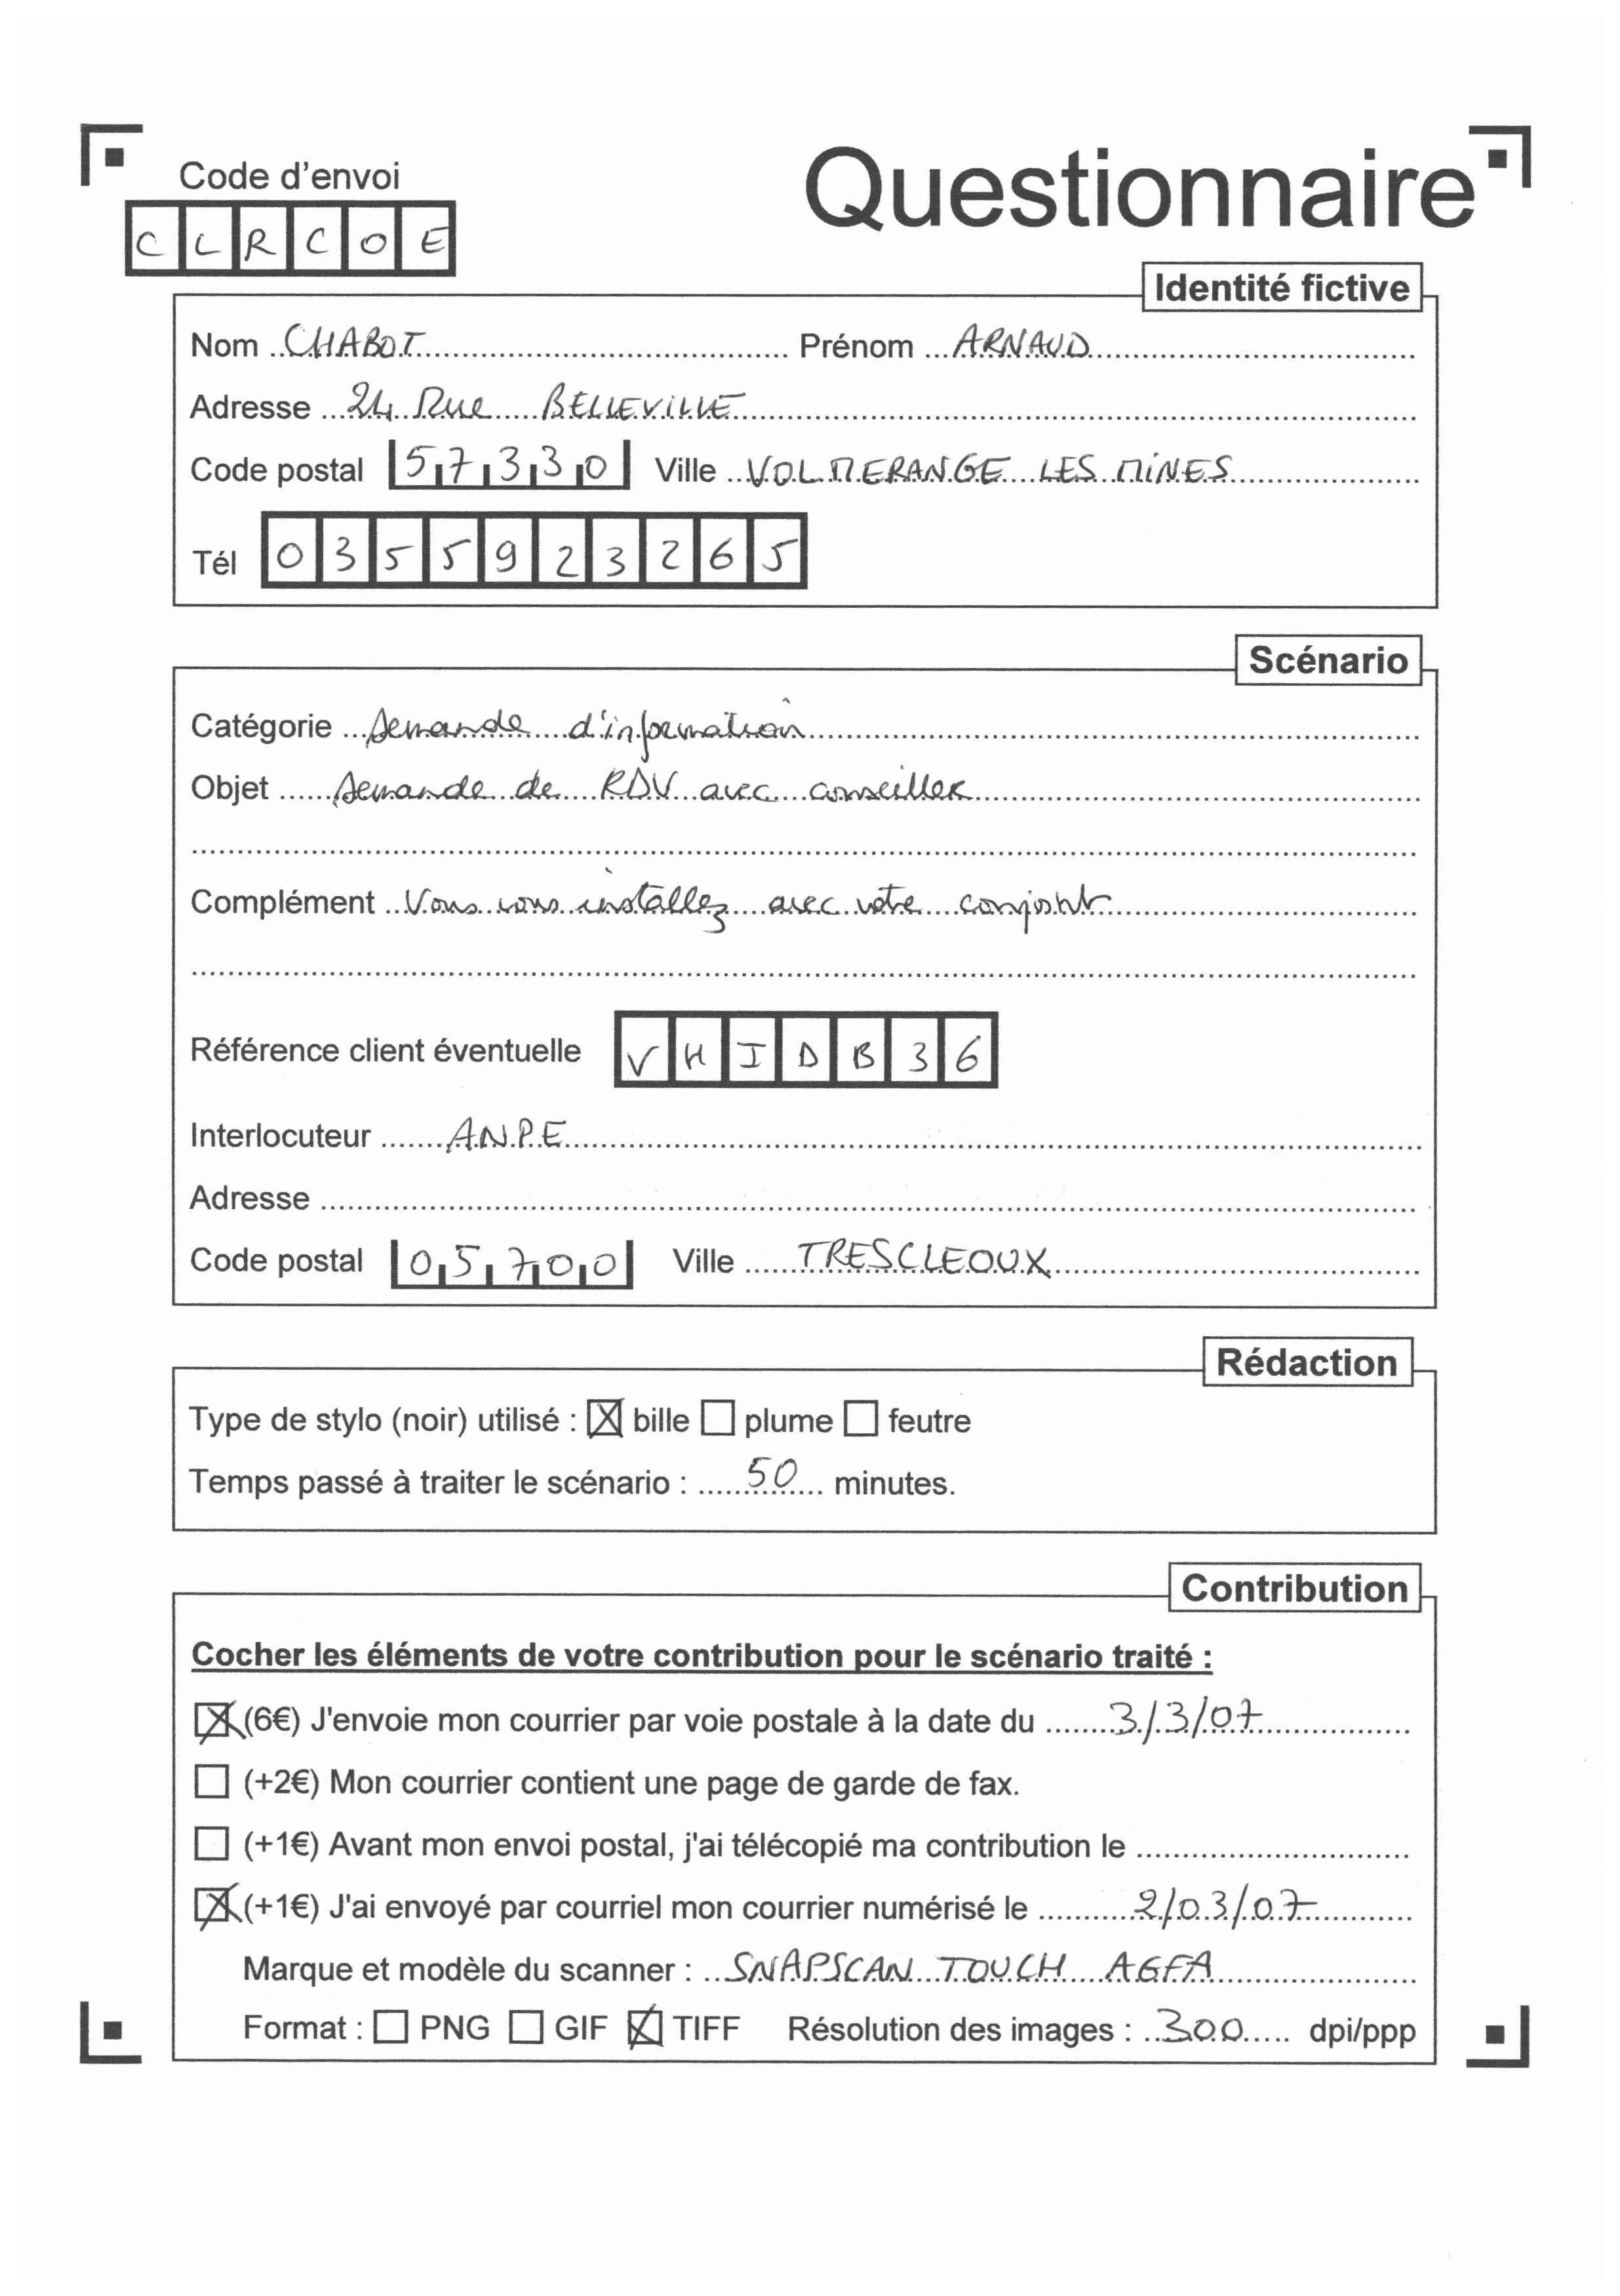 Code d'envoi
Questionnaire
C L R C O E
Identité fictive
Nom CHABOT Prénom ARNAUD
Adresse 24 Rue BELLEVILLE
Code postal 57330 Ville VOLMERANGE LES MINES
Tél 0355923265
Scénario
Catégorie Demande d'information
Objet Demande de RDV avec conseiller
Complément Vous vous installez avec votre conjoint
Référence client éventuelle V H I D B 3 6
Interlocuteur ANPE
Adresse
Code postal 05700 Ville TRESCLEOUX
Rédaction
Type de stylo (noir) utilisé : ☒ bille ☐ plume ☐ feutre
Temps passé à traiter le scénario : 50 minutes.
Contribution
Cocher les éléments de votre contribution pour le scénario traité :
☒ (6€) J'envoie mon courrier par voie postale à la date du 3/3/07
☐ (+2€) Mon courrier contient une page de garde de fax.
☐ (+1€) Avant mon envoi postal, j'ai télécopié ma contribution le
☒ (+1€) J'ai envoyé par courriel mon courrier numérisé le 2/03/07
Marque et modèle du scanner : SNAPSCAN TOUCH AGFA
Format : ☐ PNG ☐ GIF ☒ TIFF Résolution des images : 300 dpi/ppp